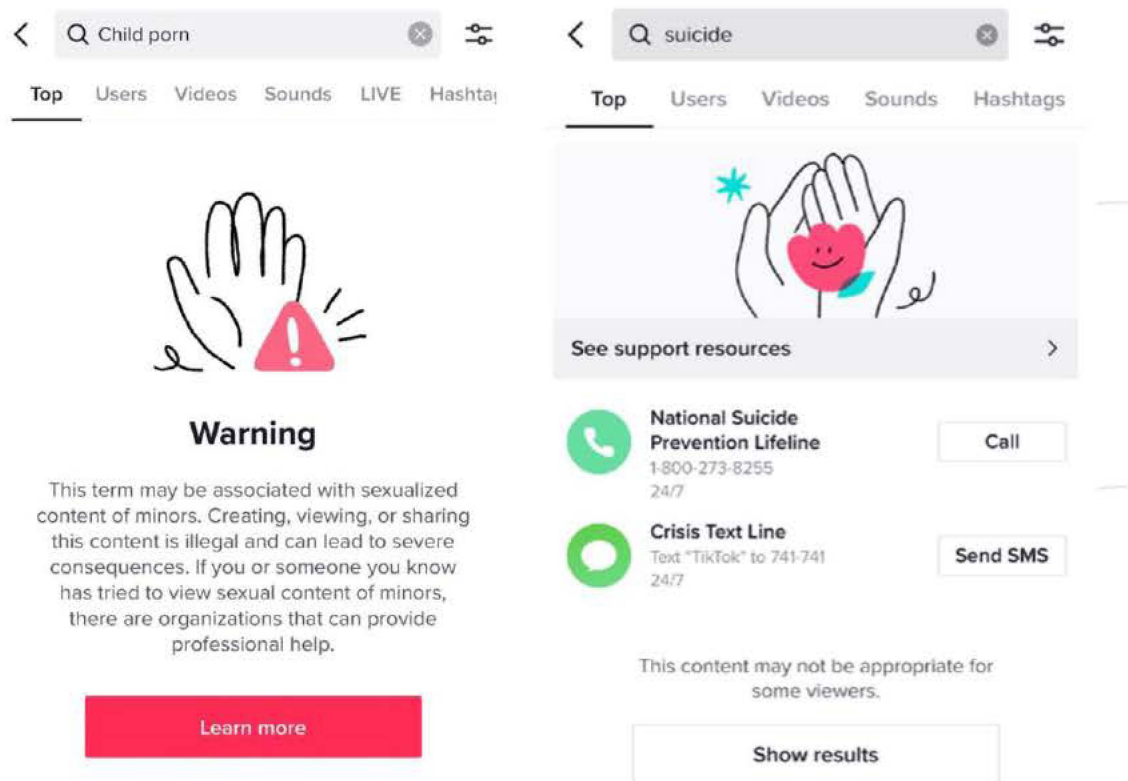 Child porn
Top Users Videos Sounds LIVE Hashta
Warning
This term may be associated with sexualized
content of minors. Creating, viewing, or sharing
this content is illegal and can lead to severe
consequences. If you or someone you know
has tried to view sexual content of minors,
there are organizations that can provide
professional help.
Learn more
suicide
Top Users Videos Sounds Hashtags
See support resources
National Suicide
Prevention Lifeline
1-800-273-8255
24/7
Call
Crisis Text Line
Text "TikTok" to 741-741
24/7
Send SMS
This content may not be appropriate for
some viewers.
Show results